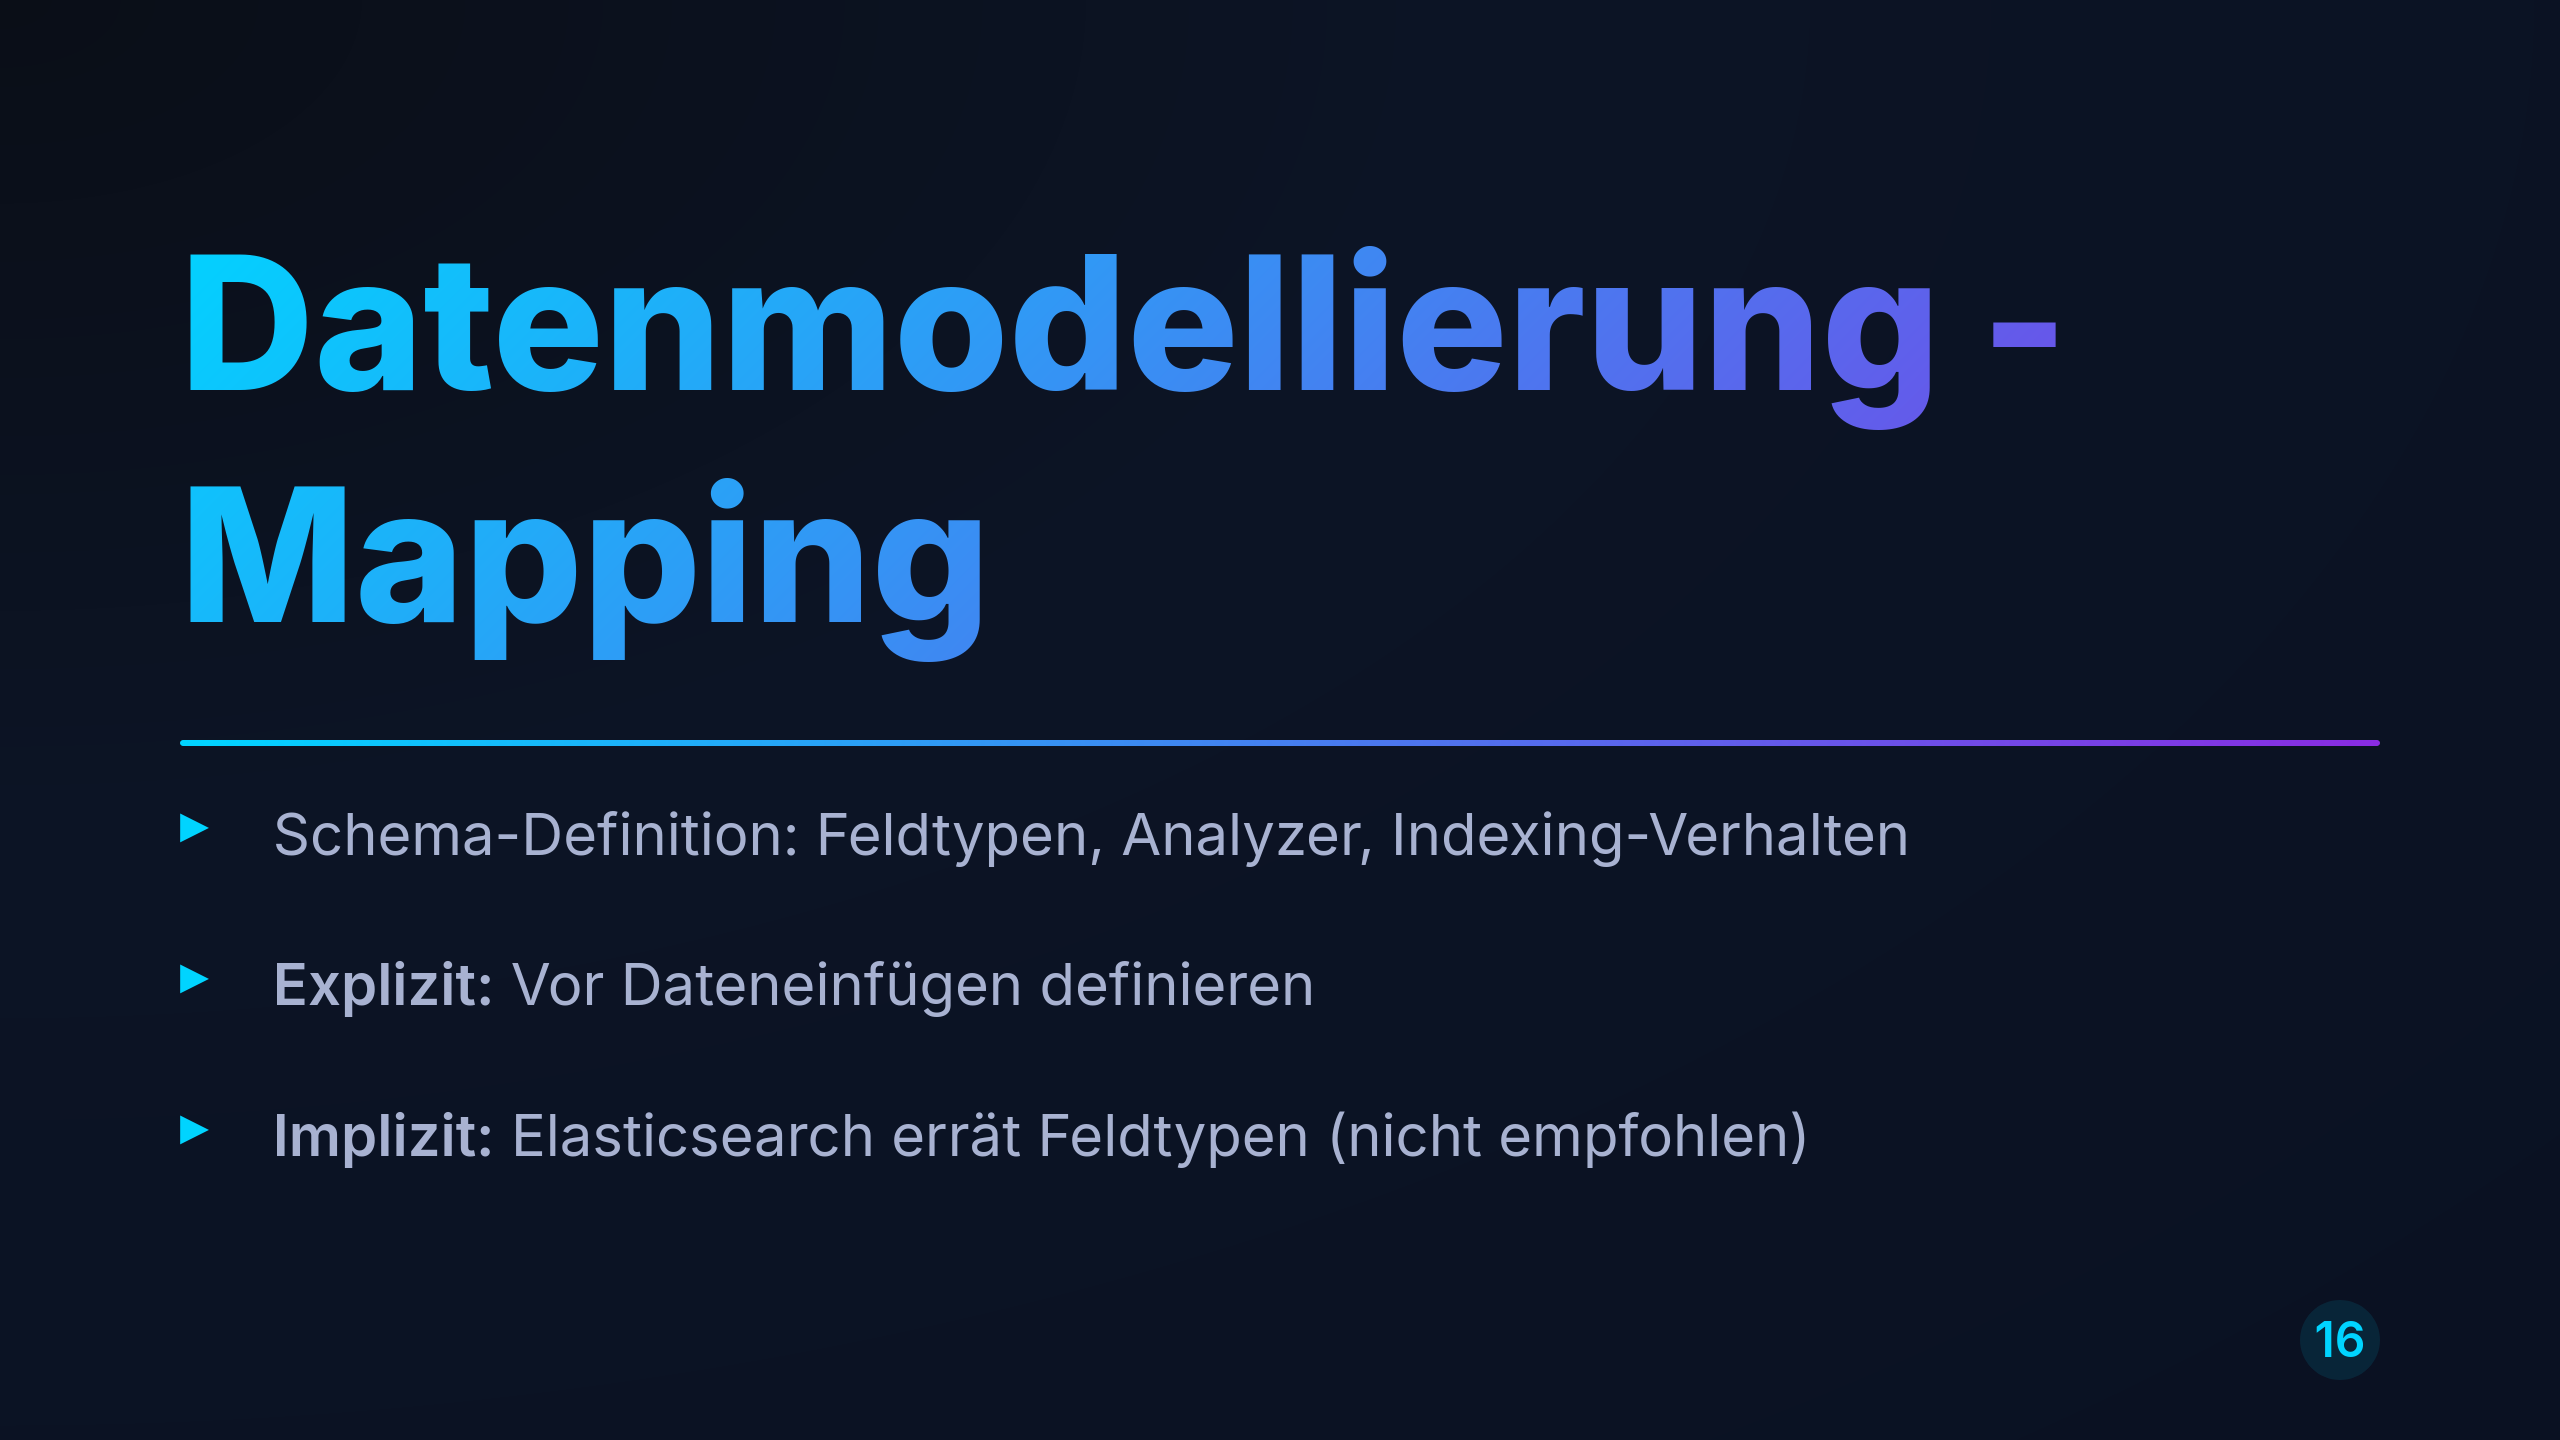 Datenmodellierung -
Mapping
Schema-Definition: Feldtypen, Analyzer, Indexing-Verhalten
Explizit: Vor Dateneinfügen definieren
Implizit: Elasticsearch errät Feldtypen (nicht empfohlen)
16